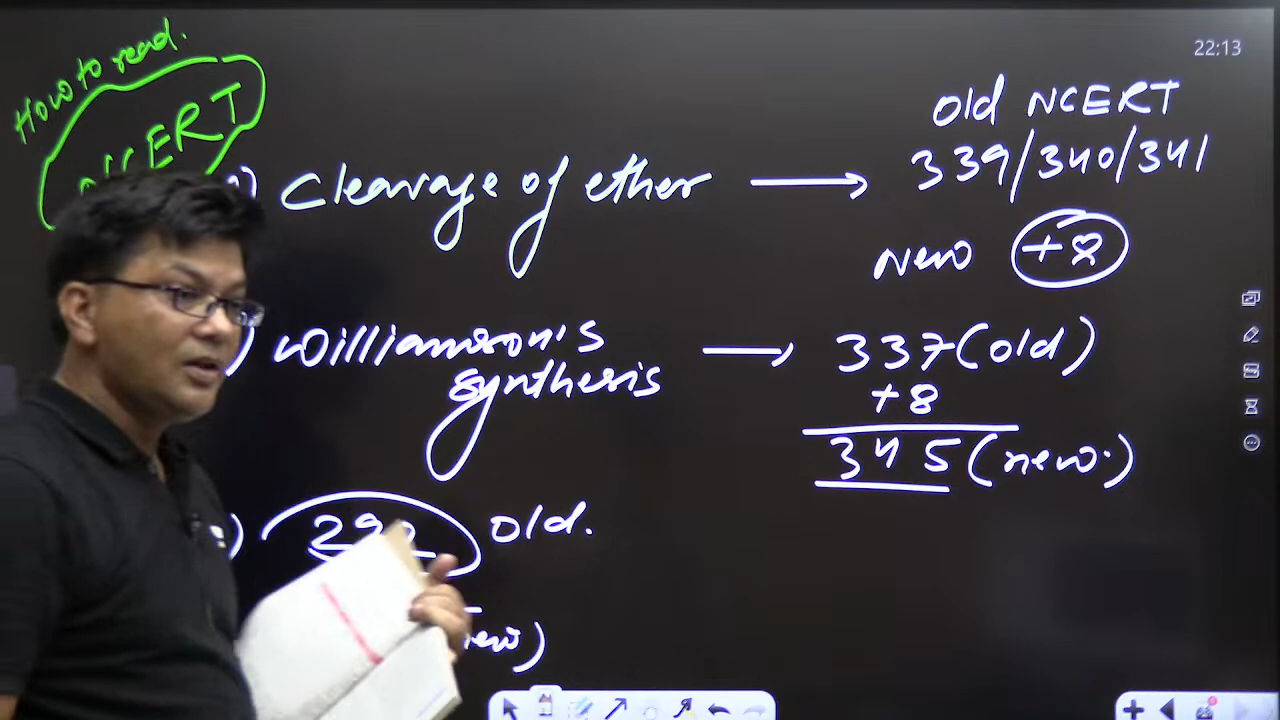 22:13
How to read.
NCERT
) Cleavage of ether → old NCERT
339/340/341
New +8
) Williamson's
synthesis → 337(old)
+8
345(new.)
) old.
new)